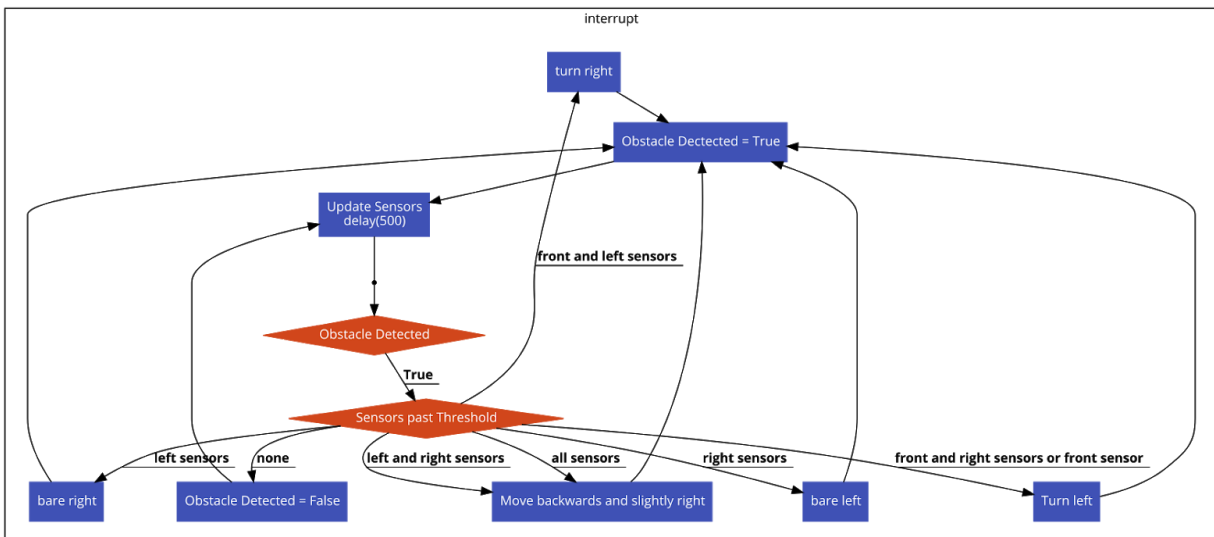 interrupt
turn right
Obstacle Dectected = True
Update Sensors
delay(500)
front and left sensors
Obstacle Detected
True
Sensors past Threshold
left sensors
none
left and right sensors
all sensors
right sensors
front and right sensors or front sensor
bare right
Obstacle Detected = False
Move backwards and slightly right
bare left
Turn left